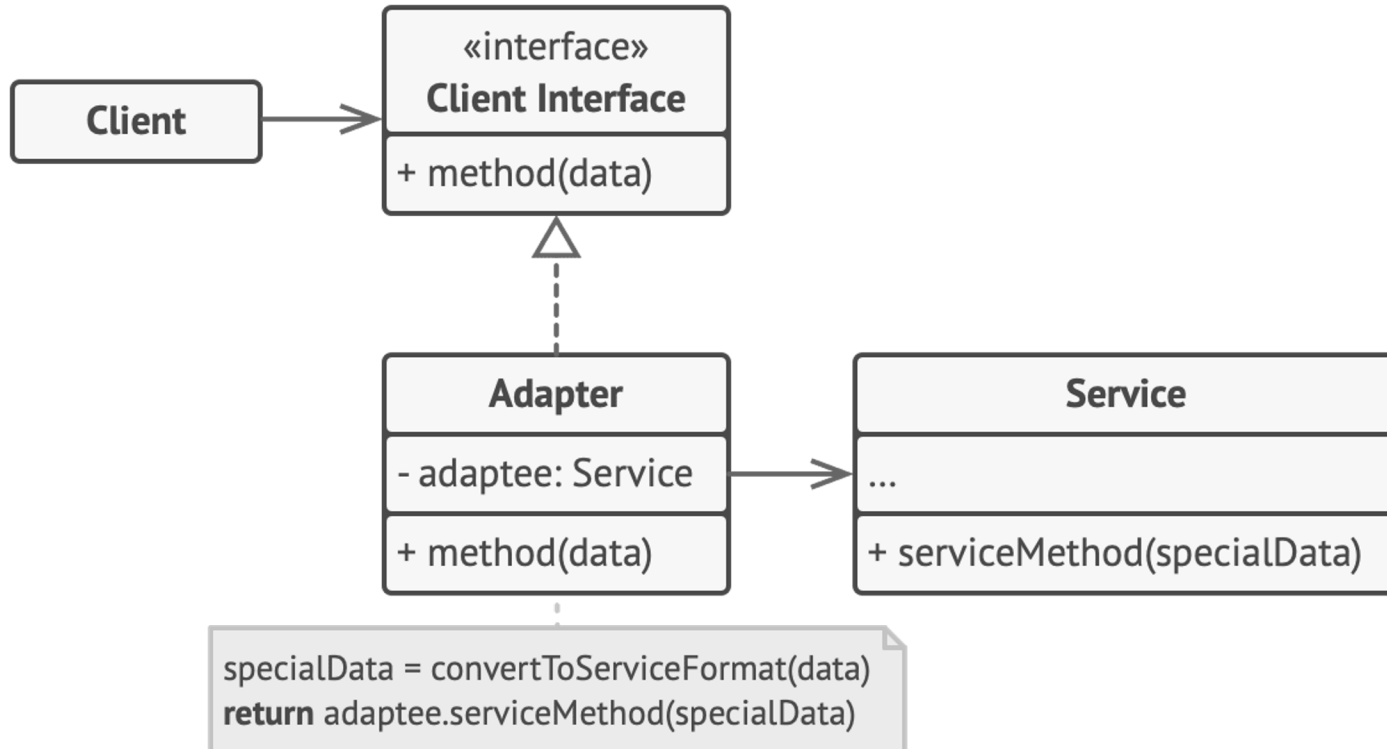 «interface»
Client Interface
Client
+ method(data)
Adapter
- adaptee: Service
+ method(data)
Service
...
+ serviceMethod(specialData)
specialData = convertToServiceFormat(data)
return adaptee.serviceMethod(specialData)